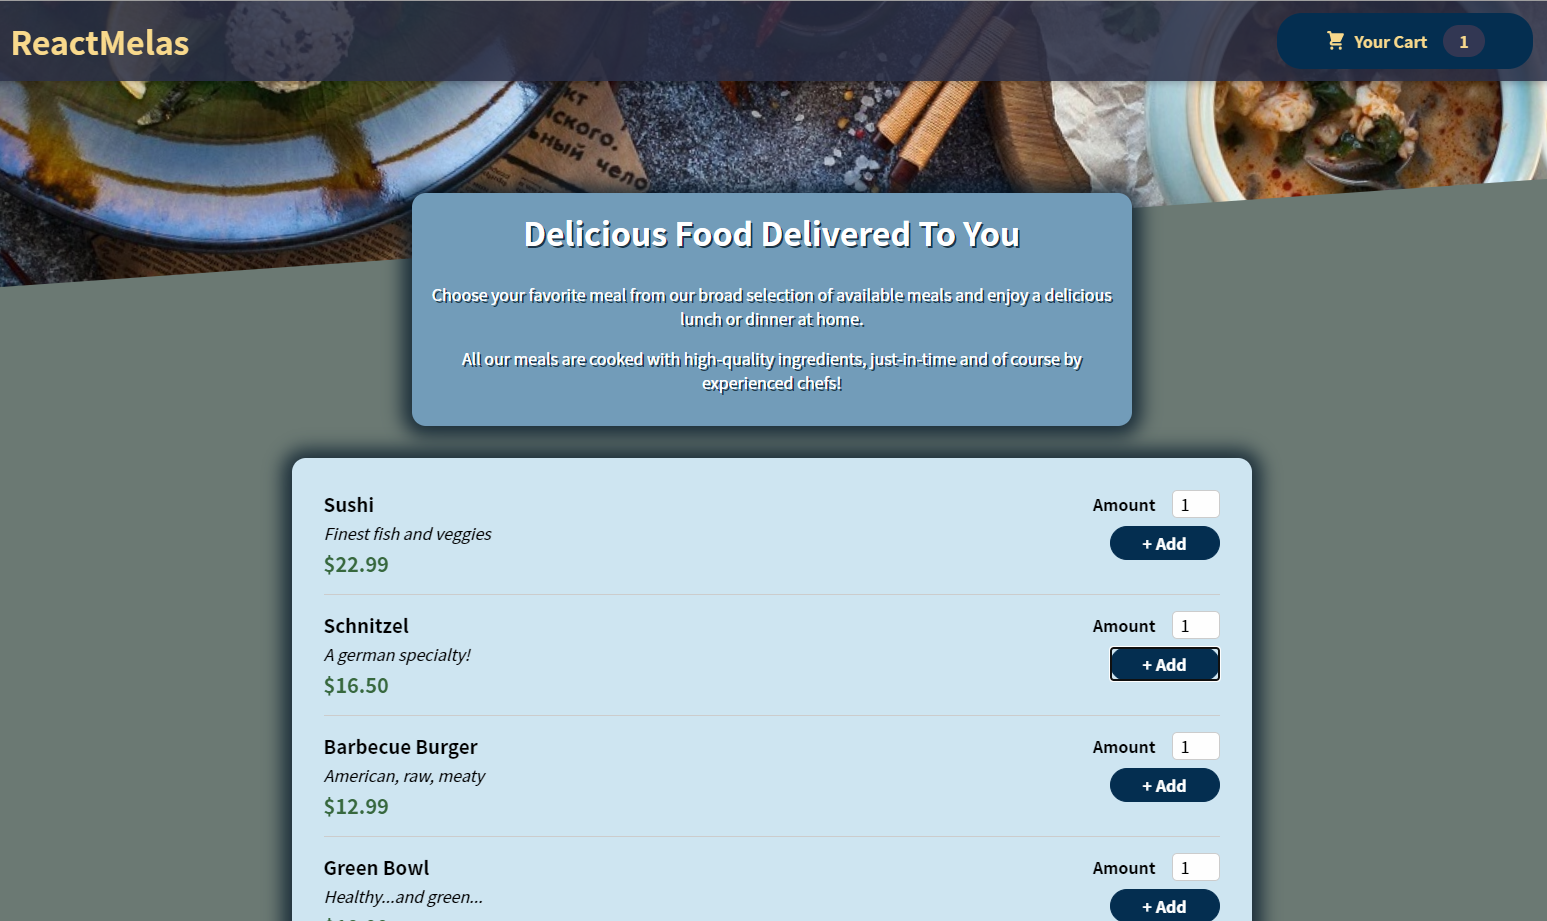 ReactMelas
Your Cart 1
кт
нского.
ьный чело
Delicious Food Delivered To You
Choose your favorite meal from our broad selection of available meals and enjoy a delicious
lunch or dinner at home.
All our meals are cooked with high-quality ingredients, just-in-time and of course by
experienced chefs!
Sushi
Amount 1
Finest fish and veggies
+ Add
$22.99
Schnitzel
Amount 1
A german specialty!
+ Add
$16.50
Barbecue Burger
Amount 1
American, raw, meaty
+ Add
$12.99
Green Bowl
Amount 1
Healthy...and green...
+ Add